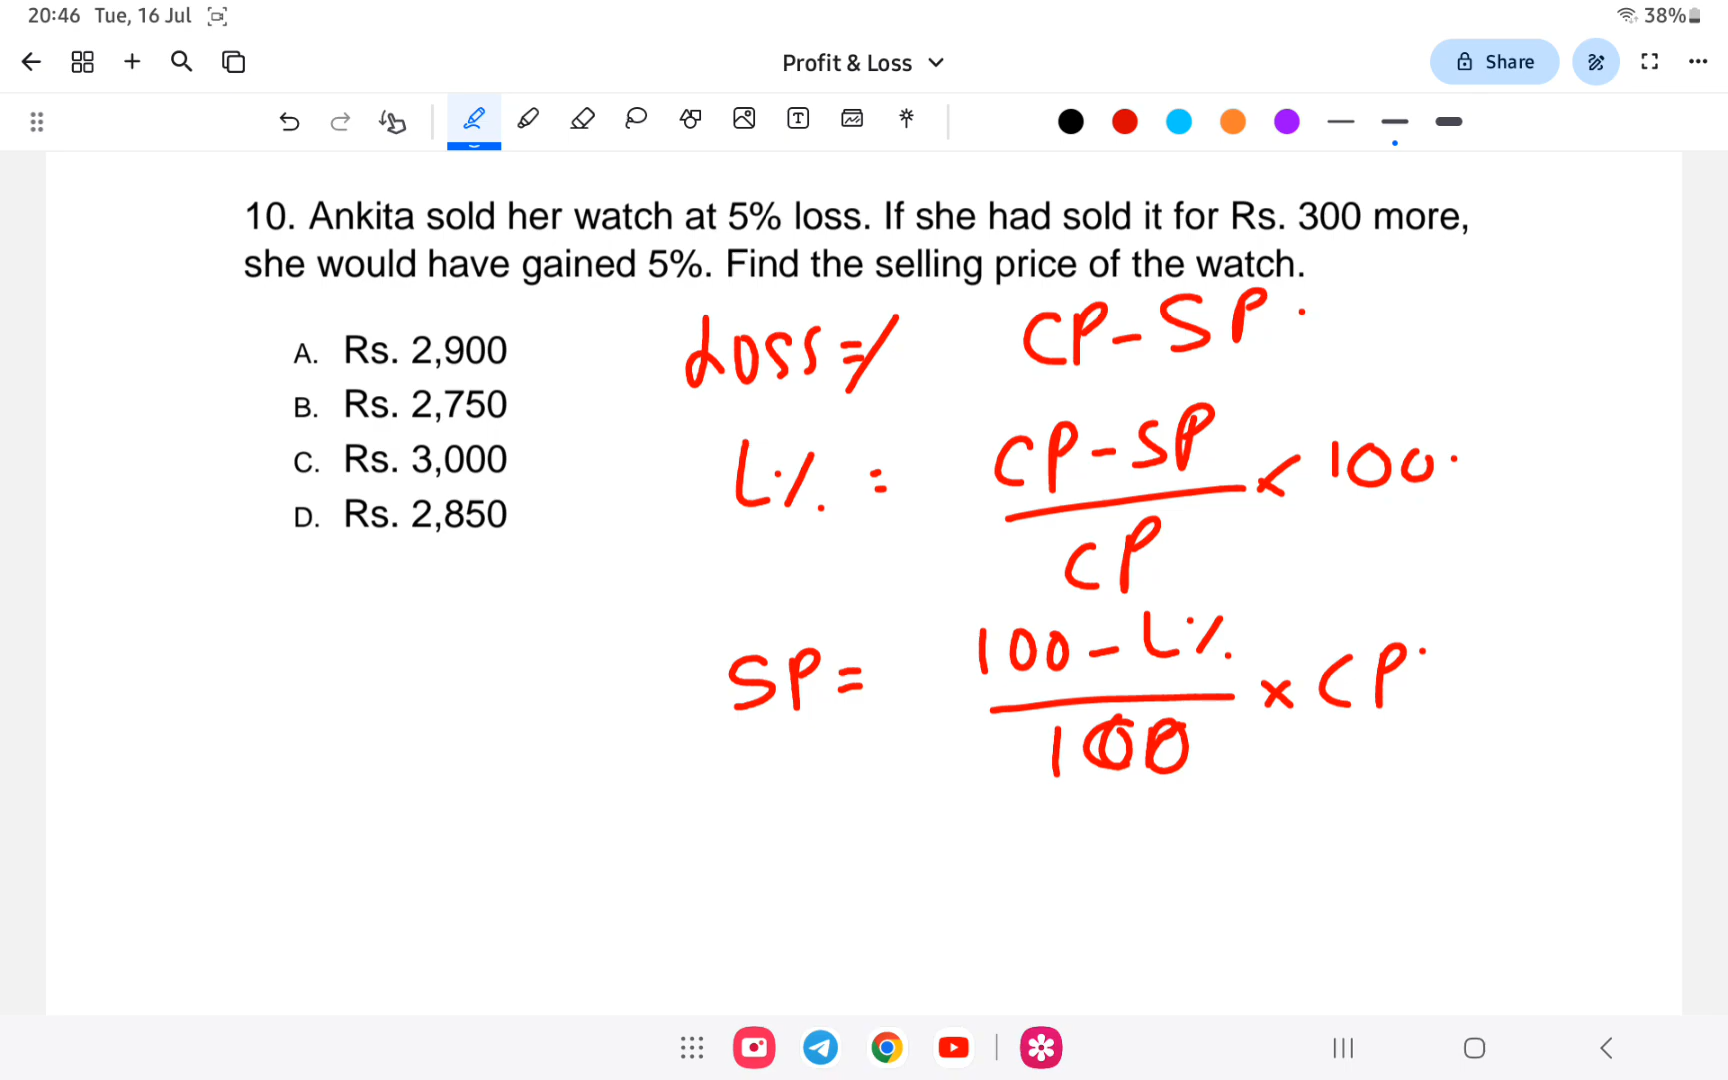 20:46 Tue, 16 Jul 38%
Profit & Loss Share
10. Ankita sold her watch at 5% loss. If she had sold it for Rs. 300 more,
she would have gained 5%. Find the selling price of the watch.
A. Rs. 2,900
B. Rs. 2,750
C. Rs. 3,000
D. Rs. 2,850
Loss = CP - SP.
L% = CP - SP / CP × 100.
SP = 100 - L% / 100 × CP.